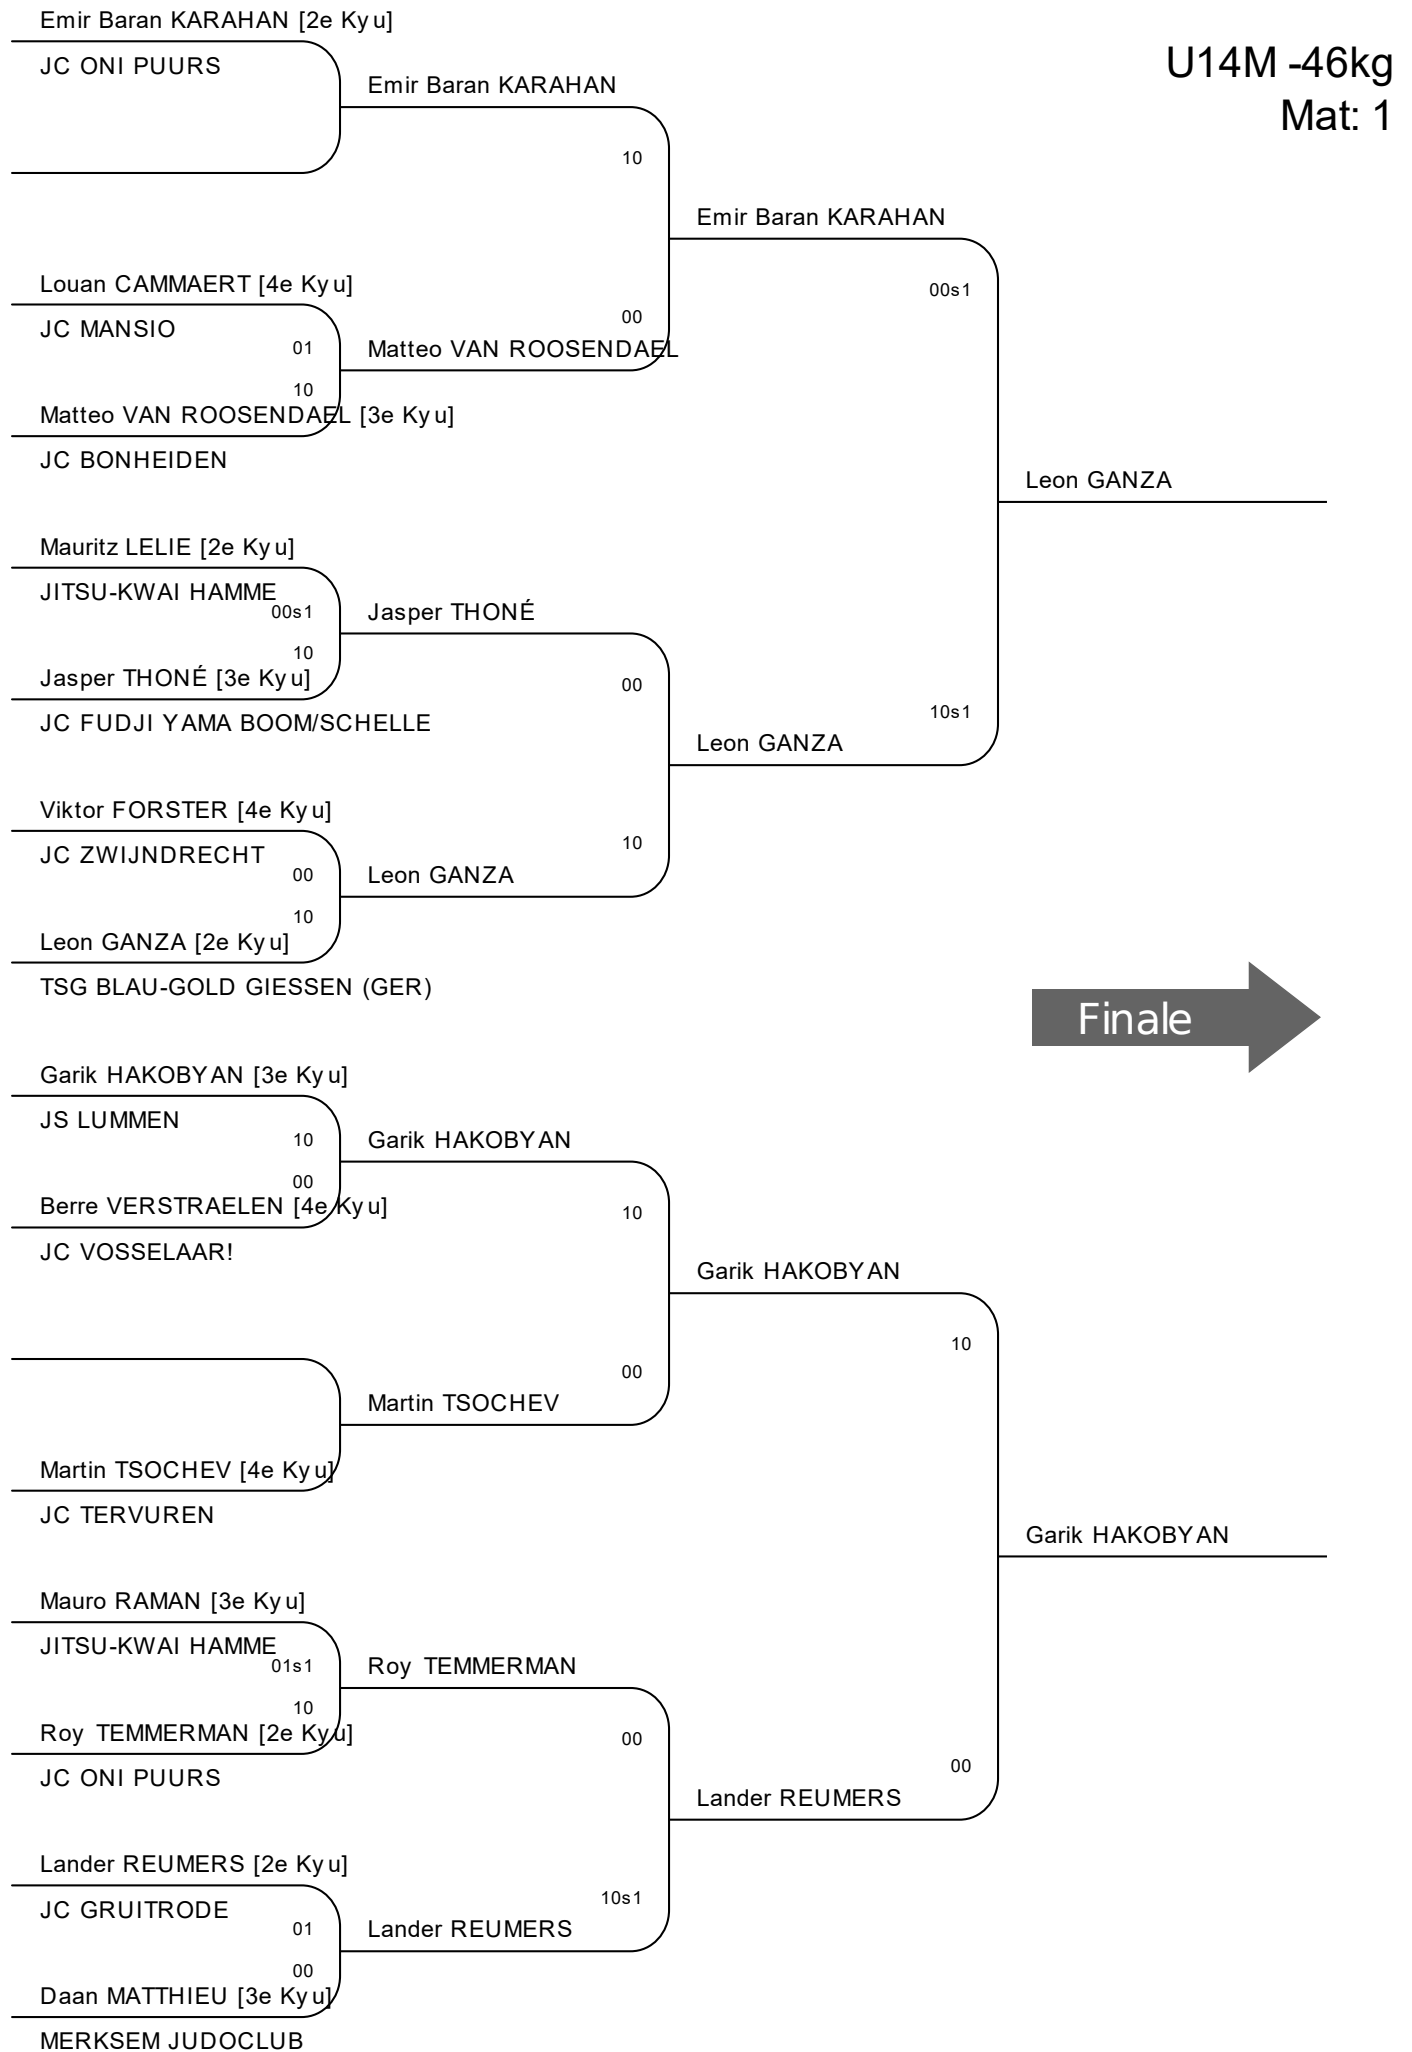 Emir Baran KARAHAN [2e Kyu]
U14M -46kg
JC ONI PUURS
Emir Baran KARAHAN
Mat: 1
10
Emir Baran KARAHAN
Louan CAMMAERT [4e Kyu]
00s1
JC MANSIO
00
01
Matteo VAN ROOSENDAEL
10
Matteo VAN ROOSENDAEL [3e Kyu]
JC BONHEIDEN
Leon GANZA
Mauritz LELIE [2e Kyu]
JITSU-KWAI HAMME
00s1
Jasper THONÉ
10
Jasper THONÉ [3e Kyu]
00
JC FUDJI YAMA BOOM/SCHELLE
10s1
Leon GANZA
Viktor FORSTER [4e Kyu]
JC ZWIJNDRECHT
10
00
Leon GANZA
10
Leon GANZA [2e Kyu]
TSG BLAU-GOLD GIESSEN (GER)
Finale
Garik HAKOBYAN [3e Kyu]
JS LUMMEN
10
Garik HAKOBYAN
00
Berre VERSTRAELEN [4e Kyu]
10
JC VOSSELAAR!
Garik HAKOBYAN
10
00
Martin TSOCHEV
Martin TSOCHEV [4e Kyu]
JC TERVUREN
Garik HAKOBYAN
Mauro RAMAN [3e Kyu]
JITSU-KWAI HAMME
01s1
Roy TEMMERMAN
10
Roy TEMMERMAN [2e Kyu]
00
JC ONI PUURS
00
Lander REUMERS
Lander REUMERS [2e Kyu]
JC GRUITRODE
10s1
01
Lander REUMERS
00
Daan MATTHIEU [3e Kyu]
MERKSEM JUDOCLUB